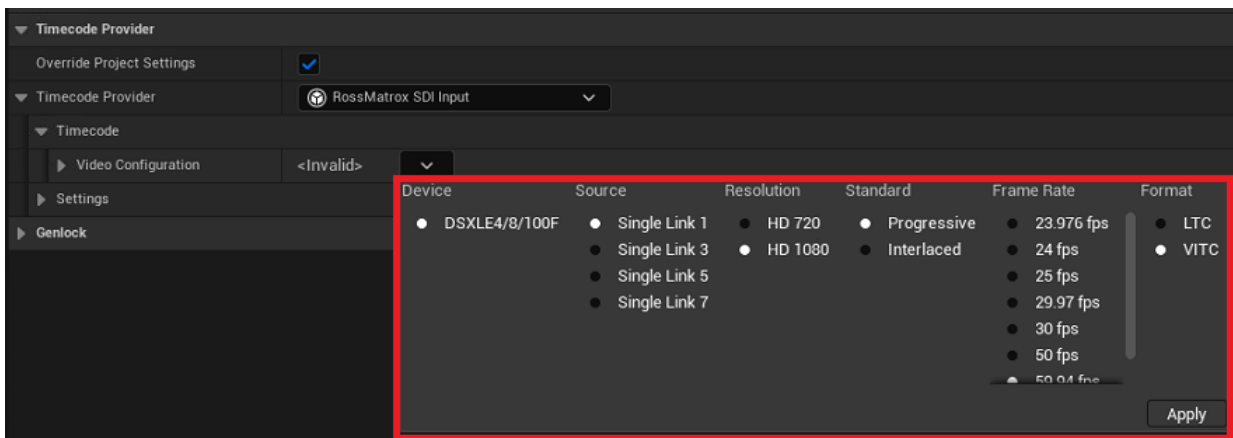 Timecode Provider
Override Project Settings
Timecode Provider RossMatrox SDI Input
Timecode
Video Configuration <Invalid>
Settings
Genlock
Device Source Resolution Standard Frame Rate Format
DSXLE4/8/100F Single Link 1 HD 720 Progressive 23.976 fps LTC
Single Link 3 HD 1080 Interlaced 24 fps VITC
Single Link 5 25 fps
Single Link 7 29.97 fps
30 fps
50 fps
59.94 fps
Apply